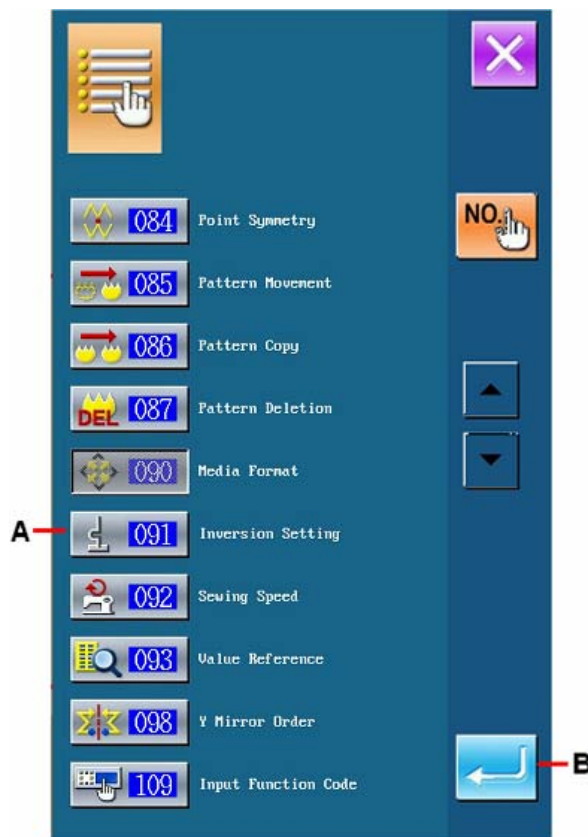 NO.
084 Point Symmetry
085 Pattern Movement
086 Pattern Copy
DEL 087 Pattern Deletion
090 Media Format
A
091 Inversion Setting
092 Sewing Speed
093 Value Reference
098 Y Mirror Order
B
109 Input Function Code